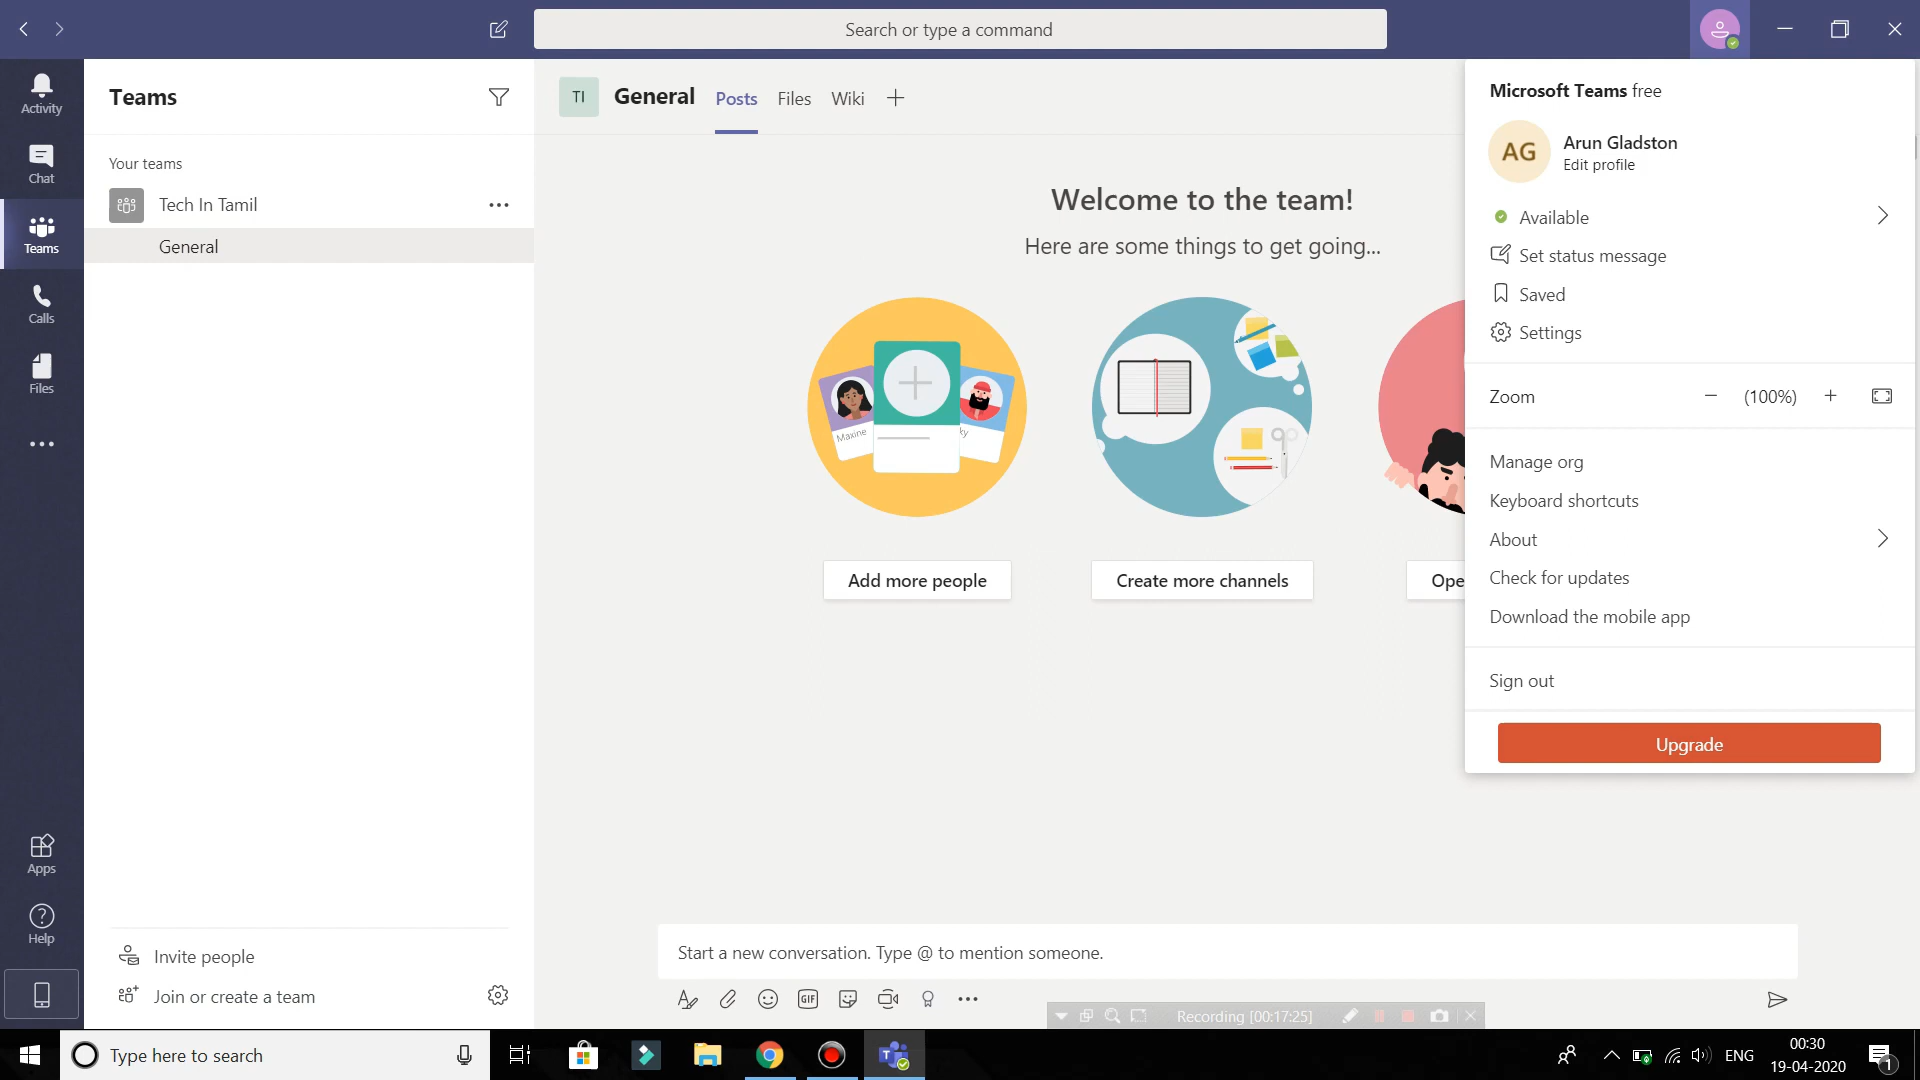 Search or type a command
Activity
Chat
Teams
Calls
Files
Apps
Help
Teams
Your teams
Tech In Tamil
General
Invite people
Join or create a team
TI
General
Posts
Files
Wiki
Welcome to the team!
Here are some things to get going...
Maxine
ky
Add more people
Create more channels
Ope
Start a new conversation. Type @ to mention someone.
GIF
Recording [00:17:25]
Microsoft Teams free
AG
Arun Gladston
Edit profile
Available
Set status message
Saved
Settings
Zoom
(100%)
Manage org
Keyboard shortcuts
About
Check for updates
Download the mobile app
Sign out
Upgrade
Type here to search
T
ENG
00:30
19-04-2020
1